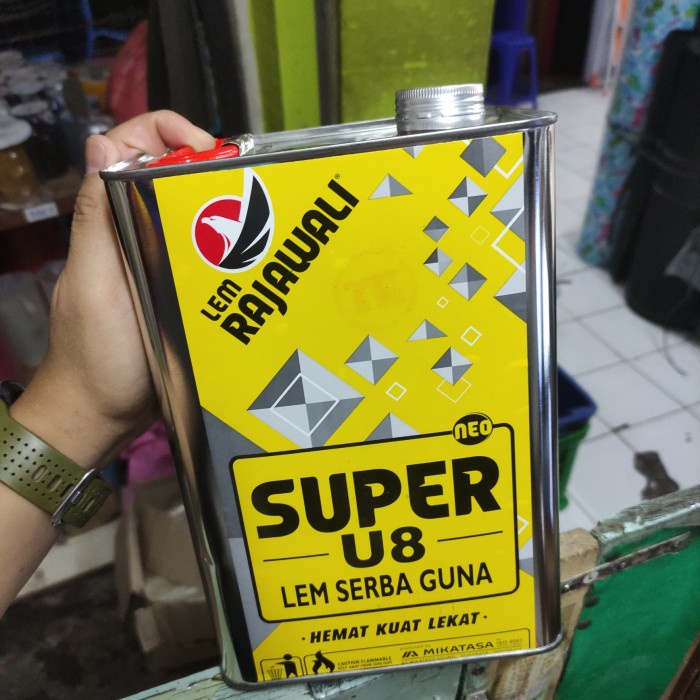 LEM
RAJAWALI®
NEO
SUPER
U8
LEM SERBA GUNA
• HEMAT KUAT LEKAT •
CAUTION FLAMMABLE
MIKATASA